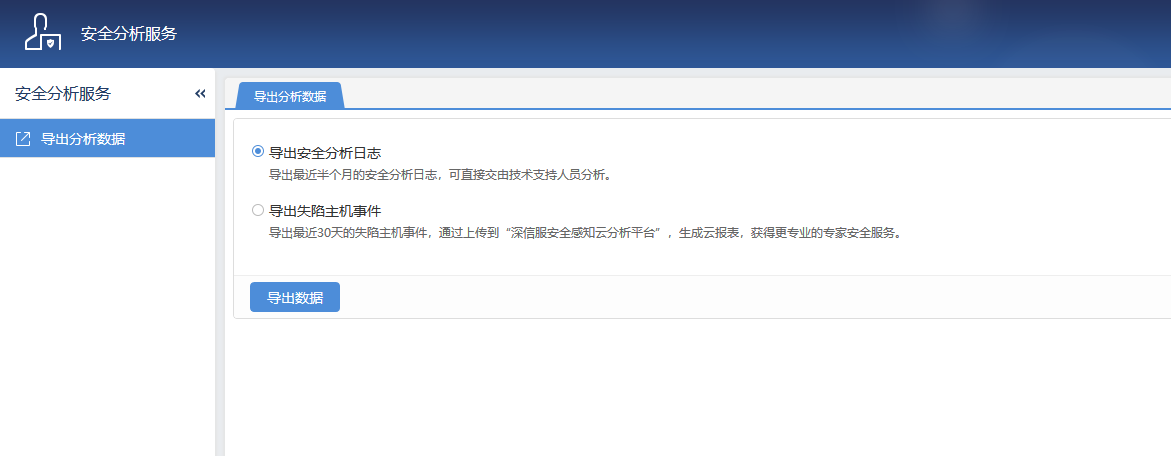 安全分析服务
安全分析服务
导出分析数据
导出分析数据
导出安全分析日志
导出最近半个月的安全分析日志，可直接交由技术支持人员分析。
导出失陷主机事件
导出最近30天的失陷主机事件，通过上传到“深信服安全感知云分析平台”，生成云报表，获得更专业的专家安全服务。
导出数据